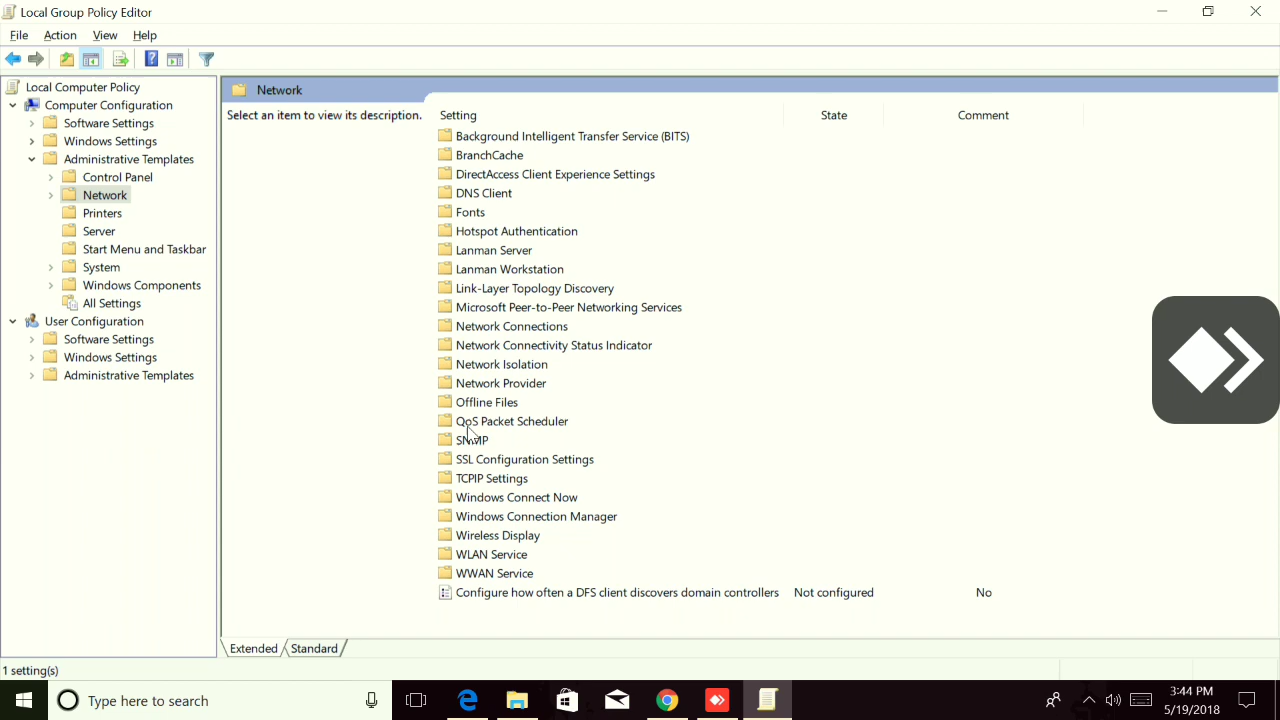 Local Group Policy Editor
File Action View Help
Local Computer Policy
Computer Configuration
Software Settings
Windows Settings
Administrative Templates
Control Panel
Network
Printers
Server
Start Menu and Taskbar
System
Windows Components
All Settings
User Configuration
Software Settings
Windows Settings
Administrative Templates
Network
Select an item to view its description.
Setting State Comment
Background Intelligent Transfer Service (BITS)
BranchCache
DirectAccess Client Experience Settings
DNS Client
Fonts
Hotspot Authentication
Lanman Server
Lanman Workstation
Link-Layer Topology Discovery
Microsoft Peer-to-Peer Networking Services
Network Connections
Network Connectivity Status Indicator
Network Isolation
Network Provider
Offline Files
QoS Packet Scheduler
SNMP
SSL Configuration Settings
TCPIP Settings
Windows Connect Now
Windows Connection Manager
Wireless Display
WLAN Service
WWAN Service
Configure how often a DFS client discovers domain controllers Not configured No
Extended Standard
1 setting(s)
Type here to search
3:44 PM
5/19/2018